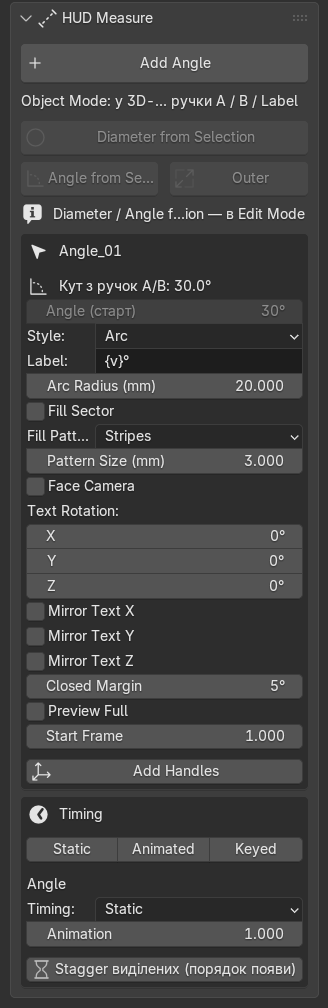 HUD Measure
Add Angle
Object Mode: у 3D-... ручки A / B / Label
Diameter from Selection
Angle from Se... Outer
Diameter / Angle f...ion — в Edit Mode
Angle_01
Кут з ручок A/B: 30.0°
Angle (старт) 30°
Style: Arc
Label: {v}°
Arc Radius (mm) 20.000
Fill Sector
Fill Patt... Stripes
Pattern Size (mm) 3.000
Face Camera
Text Rotation:
X 0°
Y 0°
Z 0°
Mirror Text X
Mirror Text Y
Mirror Text Z
Closed Margin 5°
Preview Full
Start Frame 1.000
Add Handles
Timing
Static Animated Keyed
Angle
Timing: Static
Animation 1.000
Stagger виділених (порядок появи)